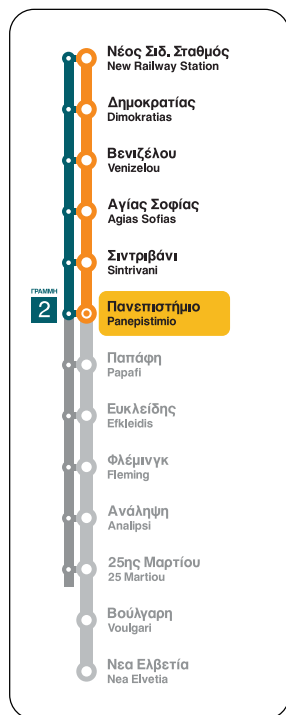 Νέος Σιδ. Σταθμός
New Railway Station
Δημοκρατίας
Dimokratias
Βενιζέλου
Venizelou
Αγίας Σοφίας
Agias Sofias
Σιντριβάνι
Sintrivani
ΓΡΑΜΜΗ
2
Πανεπιστήμιο
Panepistimio
Παπάφη
Papafi
Ευκλείδης
Efkleidis
Φλέμινγκ
Fleming
Ανάληψη
Analipsi
25ης Μαρτίου
25 Martiou
Βούλγαρη
Voulgari
Νεα Ελβετία
Nea Elvetia